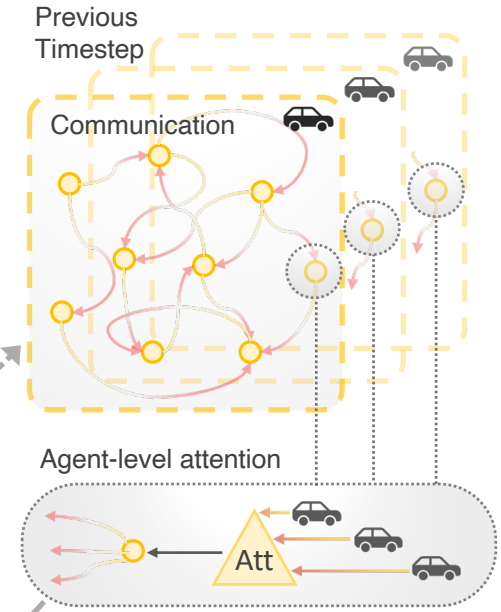 Previous
Timestep
Communication
Agent-level attention
Att